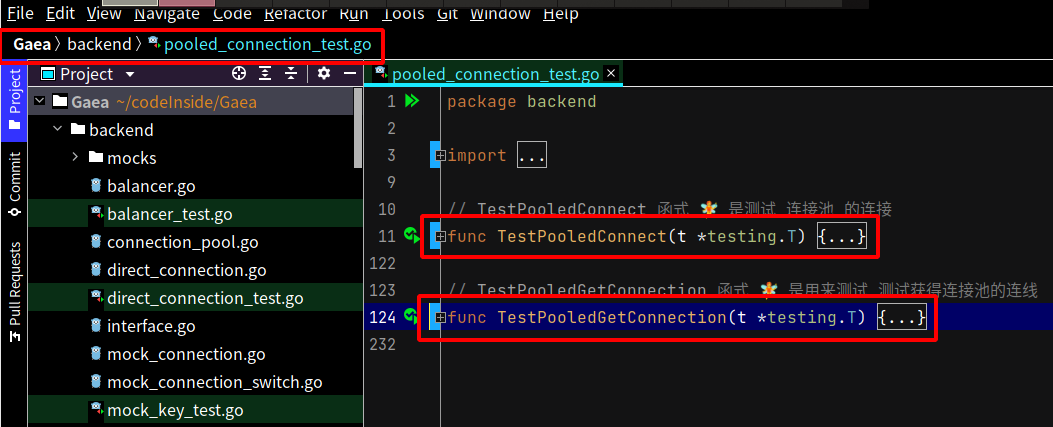 File Edit View Navigate Code Refactor Run Tools Git Window Help
Gaea 〉 backend 〉 pooled_connection_test.go
Project
Project
Commit
Pull Requests
Gaea ~/codeInside/Gaea
backend
mocks
balancer.go
balancer_test.go
connection_pool.go
direct_connection.go
direct_connection_test.go
interface.go
mock_connection.go
mock_connection_switch.go
mock_key_test.go
pooled_connection_test.go ×
1 package backend
2
3 import ...
9
10 // TestPooledConnect 函式 🧚 是测试 连接池 的连接
11 func TestPooledConnect(t *testing.T) {...}
122
123 // TestPooledGetConnection 函式 🧚 是用来测试 测试获得连接池的连线
124 func TestPooledGetConnection(t *testing.T) {...}
232